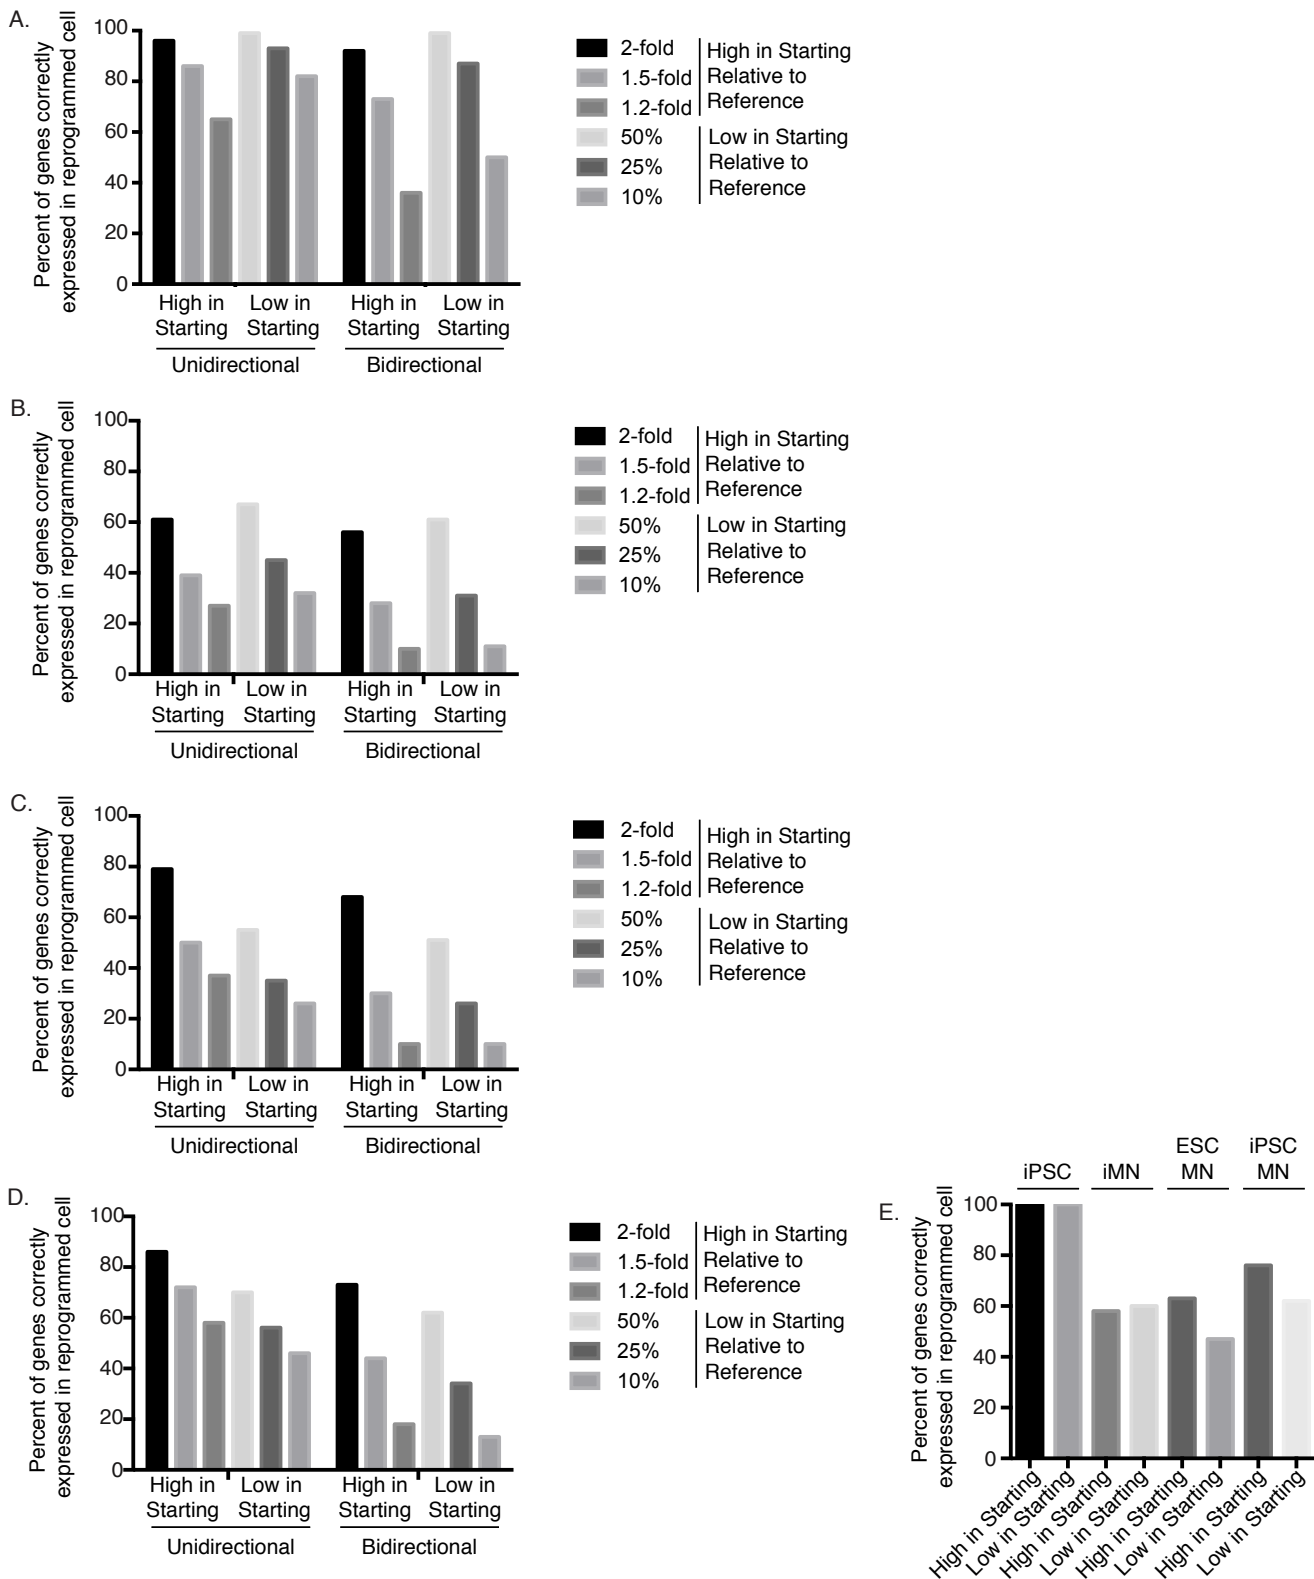 A.
Percent of genes correctly
expressed in reprogrammed cell
100
80
60
40
20
0
High in
Starting
Low in
Starting
High in
Starting
Low in
Starting
Unidirectional
Bidirectional
2-fold
1.5-fold
1.2-fold
50%
25%
10%
High in Starting
Relative to
Reference
Low in Starting
Relative to
Reference
B.
Percent of genes correctly
expressed in reprogrammed cell
100
80
60
40
20
0
High in
Starting
Low in
Starting
High in
Starting
Low in
Starting
Unidirectional
Bidirectional
2-fold
1.5-fold
1.2-fold
50%
25%
10%
High in Starting
Relative to
Reference
Low in Starting
Relative to
Reference
C.
Percent of genes correctly
expressed in reprogrammed cell
100
80
60
40
20
0
High in
Starting
Low in
Starting
High in
Starting
Low in
Starting
Unidirectional
Bidirectional
2-fold
1.5-fold
1.2-fold
50%
25%
10%
High in Starting
Relative to
Reference
Low in Starting
Relative to
Reference
D.
Percent of genes correctly
expressed in reprogrammed cell
100
80
60
40
20
0
High in
Starting
Low in
Starting
High in
Starting
Low in
Starting
Unidirectional
Bidirectional
2-fold
1.5-fold
1.2-fold
50%
25%
10%
High in Starting
Relative to
Reference
Low in Starting
Relative to
Reference
E.
Percent of genes correctly
expressed in reprogrammed cell
100
80
60
40
20
0
iPSC
iMN
ESC
MN
iPSC
MN
High in Starting
Low in Starting
High in Starting
Low in Starting
High in Starting
Low in Starting
High in Starting
Low in Starting